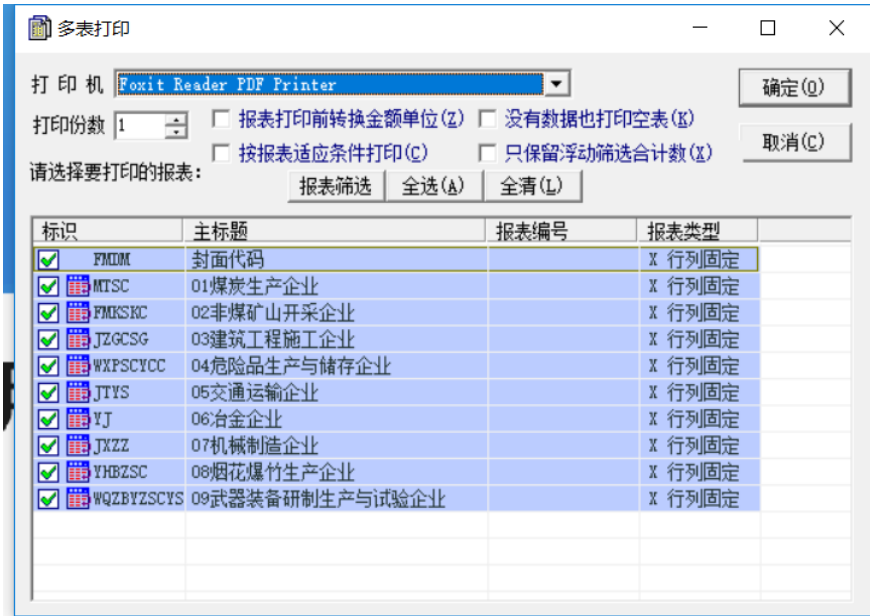 多表打印
打 印 机 Foxit Reader PDF Printer 确定(O)
打印份数 1 报表打印前转换金额单位(Z) 没有数据也打印空表(K)
按报表适应条件打印(C) 只保留浮动筛选合计数(X) 取消(C)
请选择要打印的报表:
报表筛选 全选(A) 全清(L)
标识 主标题 报表编号 报表类型
FMDM 封面代码 X 行列固定
MTSC 01煤炭生产企业 X 行列固定
FMKSKC 02非煤矿山开采企业 X 行列固定
JZGCSG 03建筑工程施工企业 X 行列固定
WXPSCYCC 04危险品生产与储存企业 X 行列固定
JTYS 05交通运输企业 X 行列固定
YJ 06冶金企业 X 行列固定
JXZZ 07机械制造企业 X 行列固定
YHBZSC 08烟花爆竹生产企业 X 行列固定
WQZBYZSCYS 09武器装备研制生产与试验企业 X 行列固定